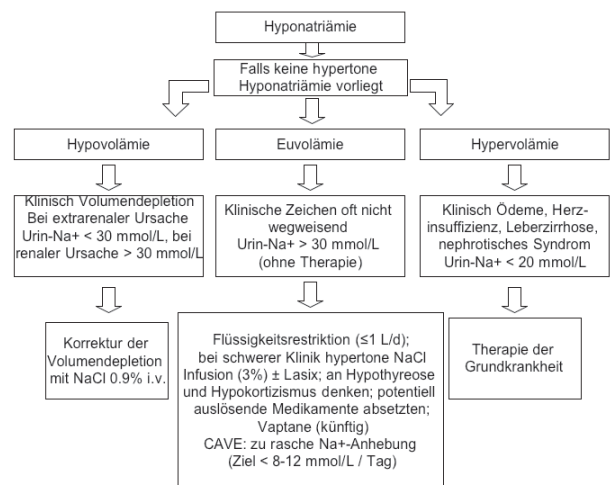 Hyponatriämie
Falls keine hypertone
Hyponatriämie vorliegt
Hypovolämie
Euvolämie
Hypervolämie
Klinisch Volumendepletion
Bei extrarenaler Ursache
Urin-Na+ < 30 mmol/L, bei
renaler Ursache > 30 mmol/L
Klinische Zeichen oft nicht
wegweisend
Urin-Na+ > 30 mmol/L
(ohne Therapie)
Klinisch Ödeme, Herz-
insuffizienz, Leberzirrhose,
nephrotisches Syndrom
Urin-Na+ < 20 mmol/L
Korrektur der
Volumendepletion
mit NaCl 0.9% i.v.
Flüssigkeitsrestriktion (≤1 L/d);
bei schwerer Klinik hypertone NaCl
Infusion (3%) ± Lasix; an Hypothyreose
und Hypokortizismus denken; potentiell
auslösende Medikamente absetzten;
Vaptane (künftig)
CAVE: zu rasche Na+-Anhebung
(Ziel < 8-12 mmol/L / Tag)
Therapie der
Grundkrankheit